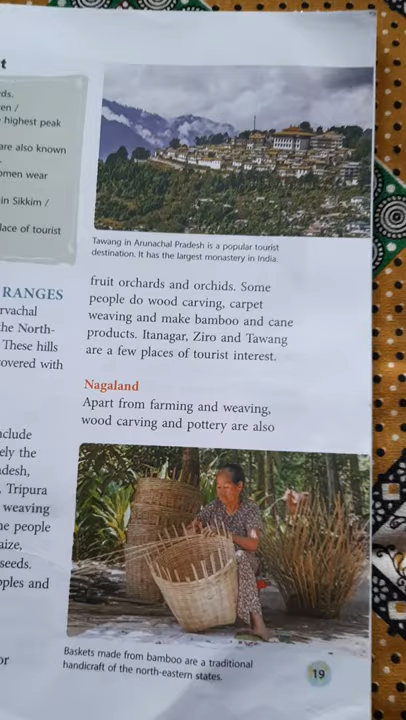 t
ds.
en /
highest peak
are also known
omen wear
in Sikkim /
lace of tourist
RANGES
rvachal
the North-
These hills
covered with
nclude
ely the
desh,
Tripura
weaving
he people
aize,
seeds.
ples and
or
Tawang in Arunachal Pradesh is a popular tourist
destination. It has the largest monastery in India.
fruit orchards and orchids. Some
people do wood carving, carpet
weaving and make bamboo and cane
products. Itanagar, Ziro and Tawang
are a few places of tourist interest.
Nagaland
Apart from farming and weaving,
wood carving and pottery are also
Baskets made from bamboo are a traditional
handicraft of the north-eastern states.
19